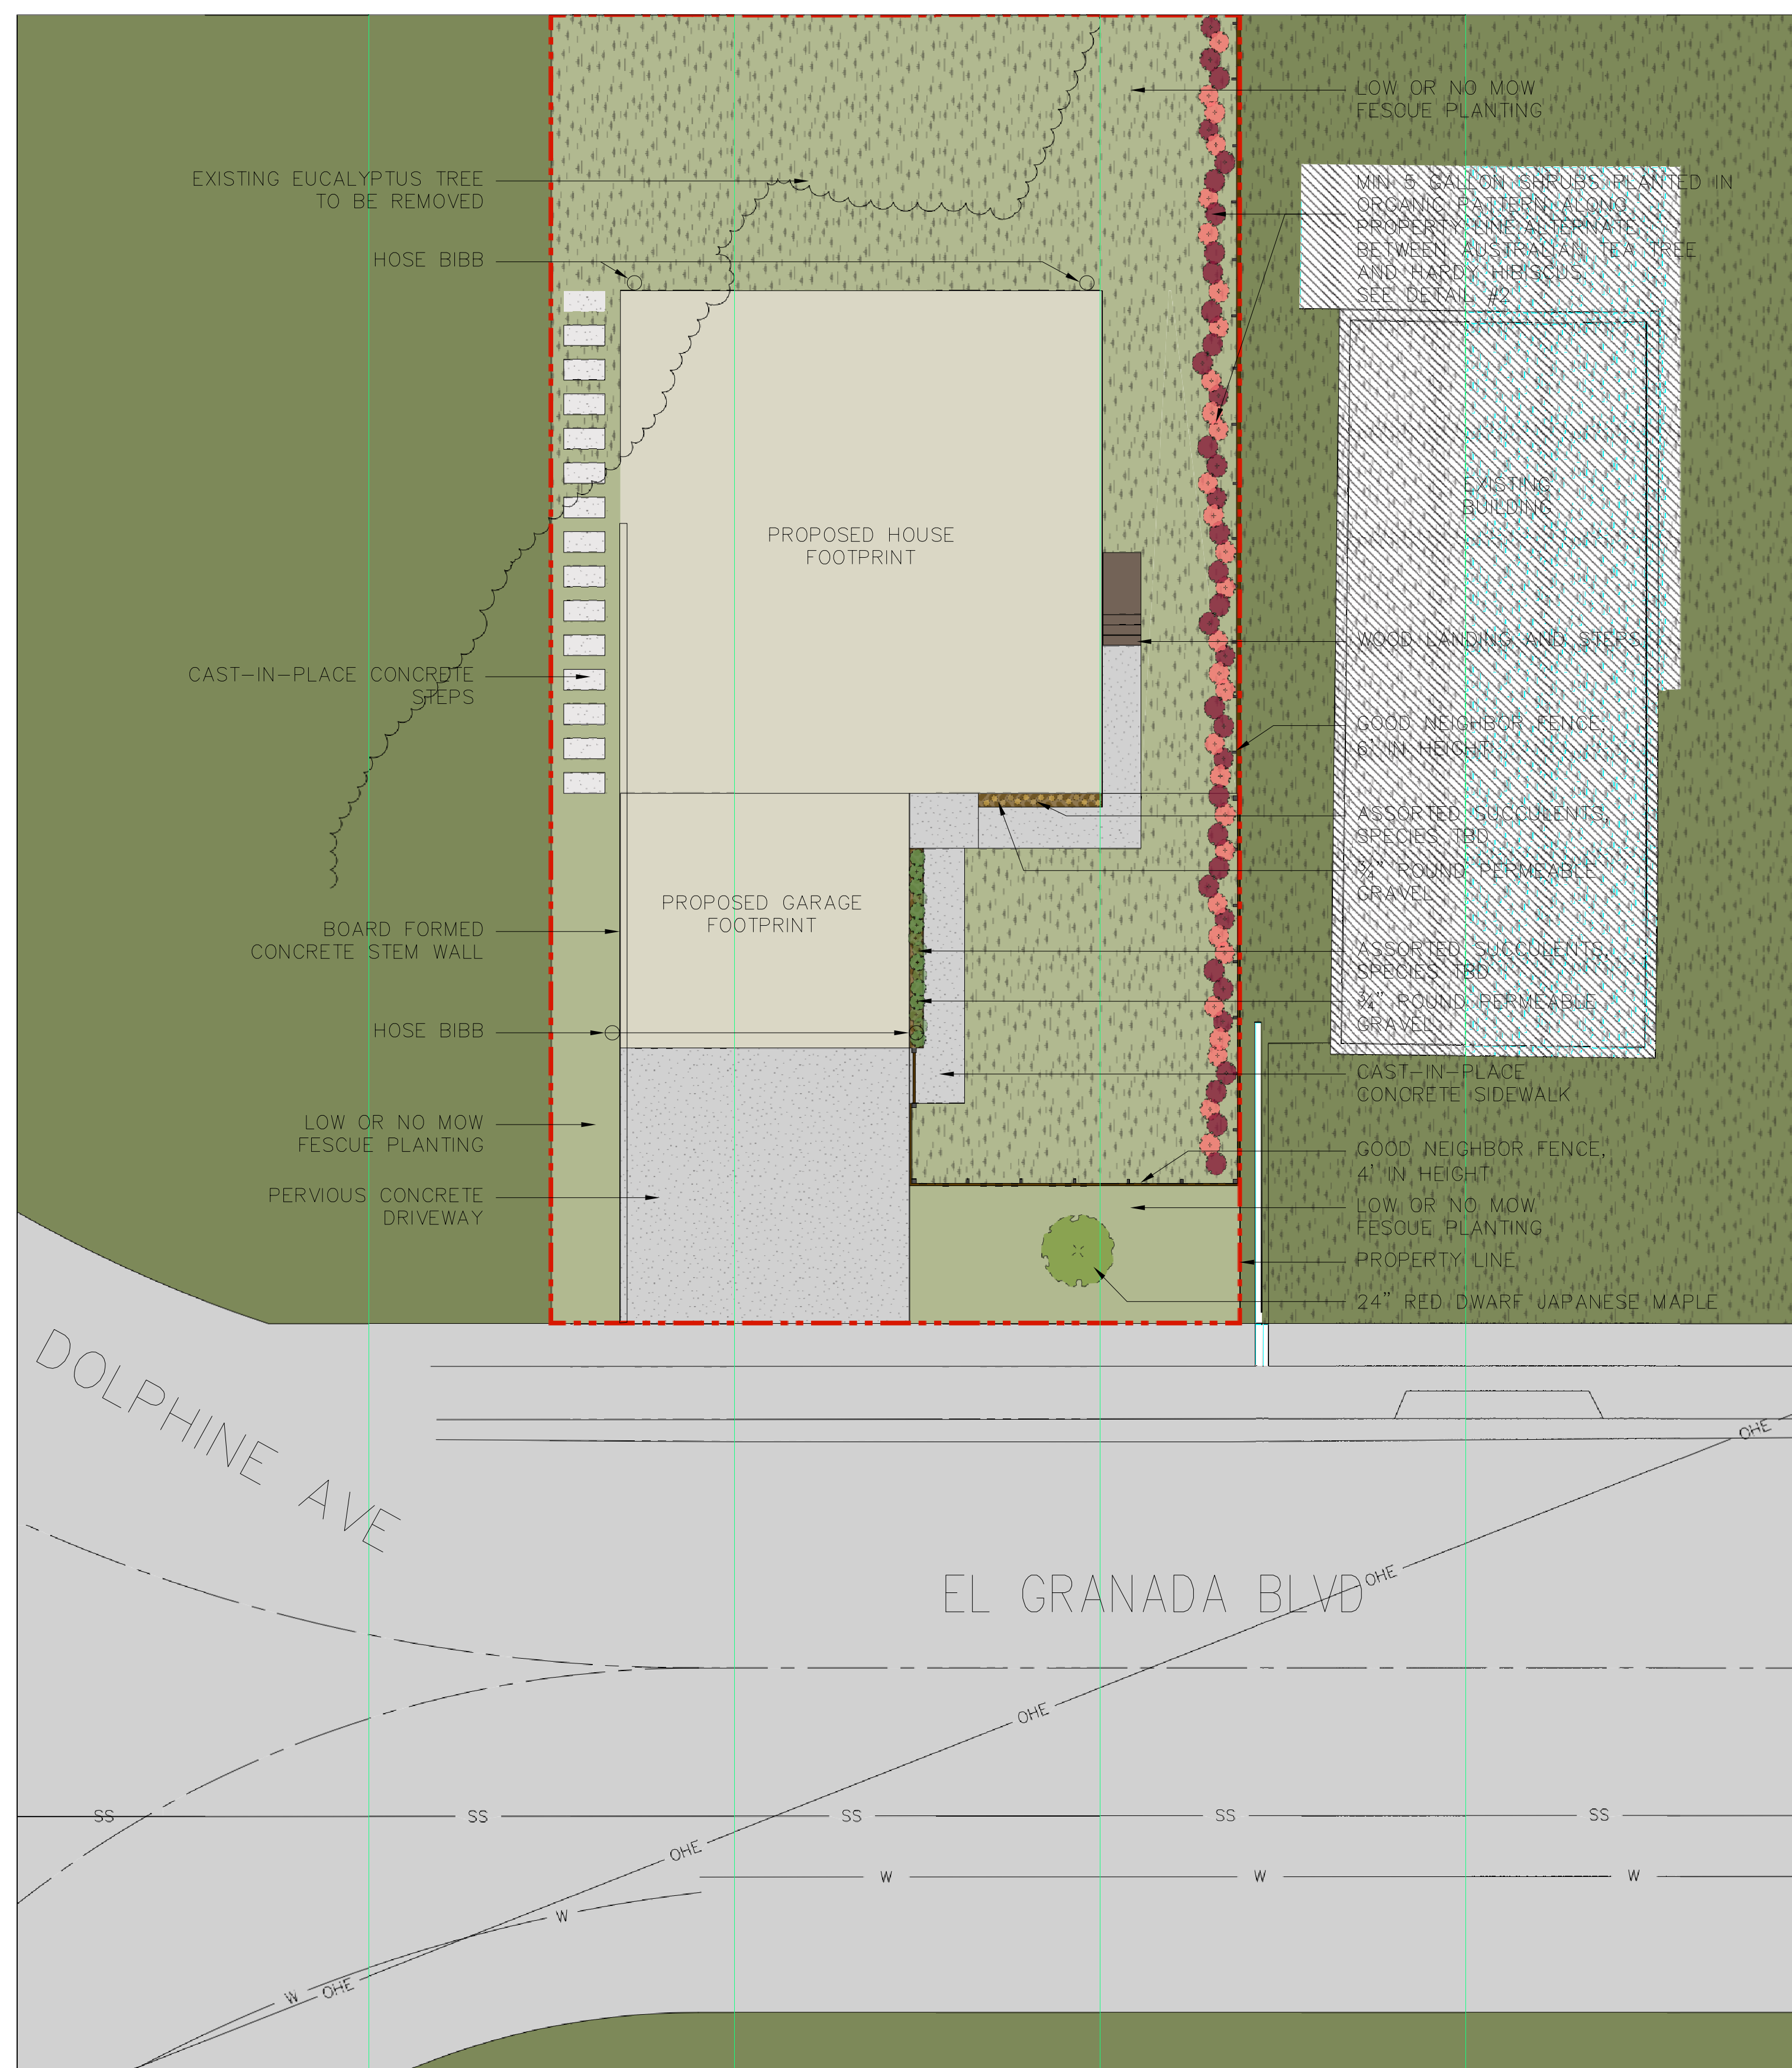 LOW OR NO MOW
FESCUE PLANTING
EXISTING EUCALYPTUS TREE
TO BE REMOVED
MIN 5 GALLON SHRUBS PLANTED IN
ORGANIC PATTERN ALONG
PROPERTY LINE, ALTERNATE
BETWEEN AUSTRALIAN TEA TREE
AND HARDY HIBISCUS.
SEE DETAIL #2
HOSE BIBB
EXISTING
BUILDING
PROPOSED HOUSE
FOOTPRINT
WOOD LANDING AND STEPS
CAST-IN-PLACE CONCRETE
STEPS
GOOD NEIGHBOR FENCE,
6' IN HEIGHT
ASSORTED SUCCULENTS,
SPECIES TBD
¾" ROUND PERMEABLE
GRAVEL
PROPOSED GARAGE
FOOTPRINT
BOARD FORMED
CONCRETE STEM WALL
ASSORTED SUCCULENTS,
SPECIES TBD
¾" ROUND PERMEABLE
GRAVEL
HOSE BIBB
CAST-IN-PLACE
CONCRETE SIDEWALK
LOW OR NO MOW
FESCUE PLANTING
GOOD NEIGHBOR FENCE,
4' IN HEIGHT
PERVIOUS CONCRETE
DRIVEWAY
LOW OR NO MOW
FESCUE PLANTING
PROPERTY LINE
24" RED DWARF JAPANESE MAPLE
DOLPHINE AVE
OHE
EL GRANADA BLVD
OHE
OHE
SS
SS
SS
SS
SS
OHE
W
W
W
W
W
OHE